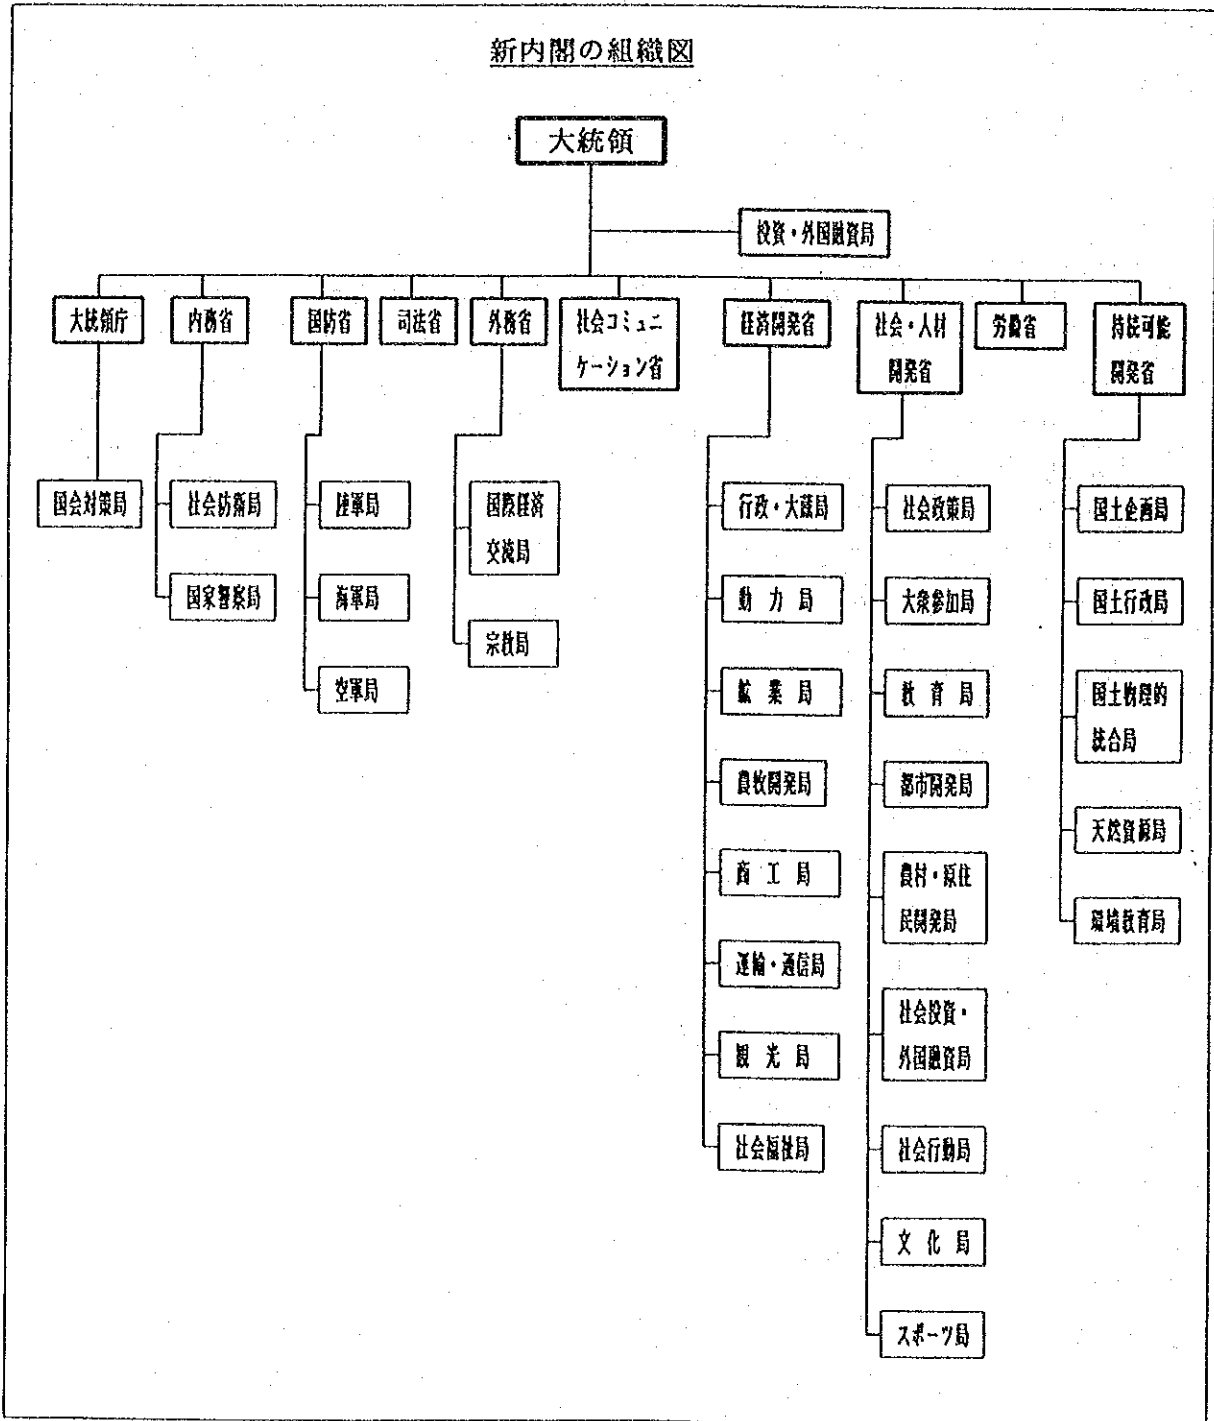 新内閣の組織図
大統領
投資・外国融資局
大統領庁
内務省
国防省
司法省
外務省
社会コミュニ
ケーション省
経済開発省
社会・人材
開発省
労働省
持続可能
開発省
国会対策局
社会防衛局
国家警察局
陸軍局
海軍局
空軍局
国際経済
交流局
宗教局
行政・大蔵局
動力局
鉱業局
農牧開発局
商工局
運輸・通信局
観光局
社会福祉局
社会政策局
大衆参加局
教育局
都市開発局
農村・原住
民開発局
社会投資・
外国融資局
社会行動局
文化局
スポーツ局
国土企画局
国土行政局
国土物理的
統合局
天然資源局
環境教育局